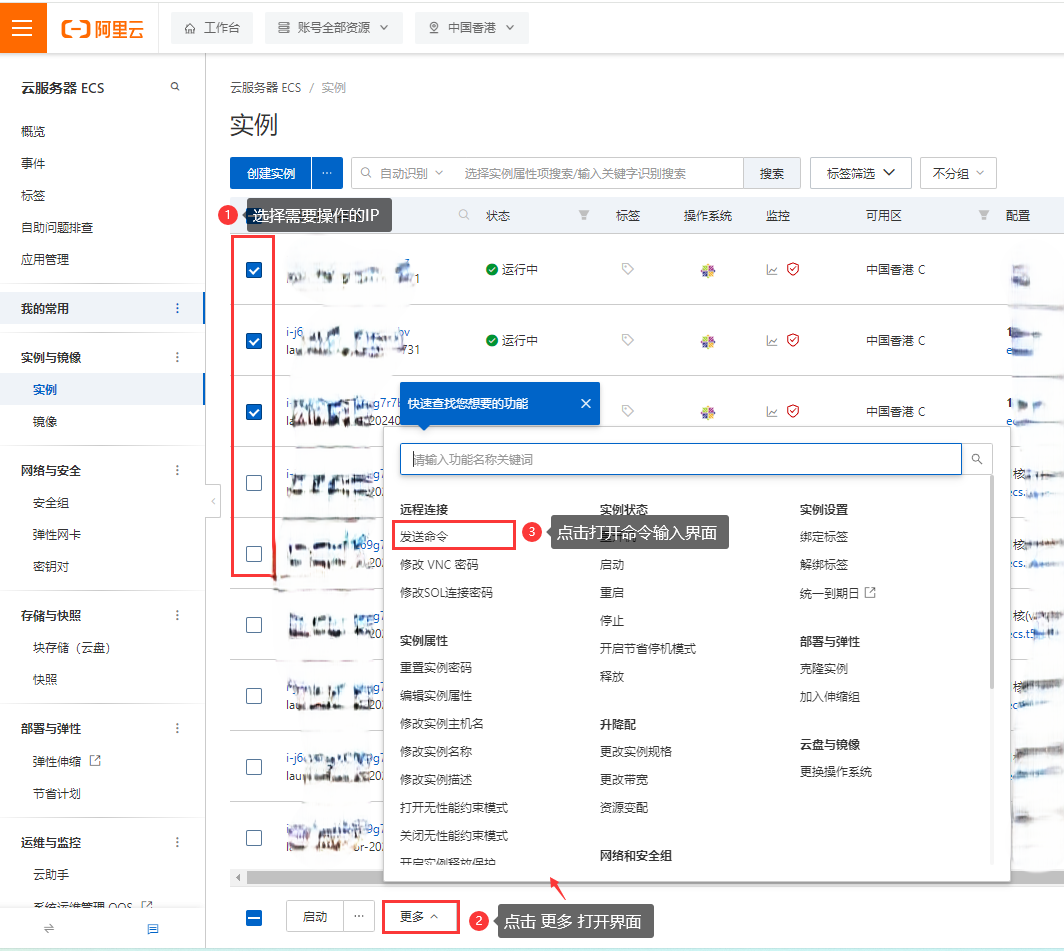 阿里云
工作台
账号全部资源
中国香港
云服务器 ECS
概览
事件
标签
自助问题排查
应用管理
我的常用
实例与镜像
实例
镜像
网络与安全
安全组
弹性网卡
密钥对
存储与快照
块存储（云盘）
快照
部署与弹性
弹性伸缩
节省计划
运维与监控
云助手
系统运维管理 OOS
云服务器 ECS / 实例
实例
创建实例 ... 自动识别 选择实例属性项搜索/输入关键字识别搜索 搜索 标签筛选 不分组
1 选择需要操作的IP 状态 标签 操作系统 监控 可用区 配置
运行中 中国香港 C
运行中 中国香港 C
中国香港 C
快速查找您想要的功能
请输入功能名称关键词
远程连接
发送命令
3 点击打开命令输入界面
修改 VNC 密码
修改SOL连接密码
实例属性
重置实例密码
编辑实例属性
修改实例主机名
修改实例名称
修改实例描述
打开无性能约束模式
关闭无性能约束模式
开启实例释放保护
实例状态
启动
重启
停止
开启节省停机模式
释放
升降配
更改实例规格
更改带宽
资源变配
网络和安全组
实例设置
绑定标签
解绑标签
统一到期日
部署与弹性
克隆实例
加入伸缩组
云盘与镜像
更换操作系统
启动 ... 更多 2 点击 更多 打开界面